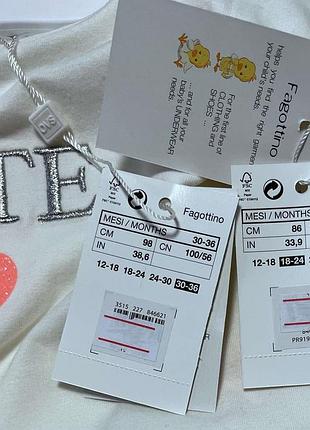 Fagottino
helps you find the right garment
your child's needs.
For the first line of
CLOTHING and
SHOES ...
... and for all your
baby's UNDERWEAR
needs.
OVS
TE
FSC
Fagottino
MESI / MONTHS 30-36
CM 98 CN 100/56
IN 38,6
12-18 18-24 24-30 30-36
3515 237 846621
FSC
MESI / MONTHS
CM 86
IN 33,9
12-18 18-24
PR919